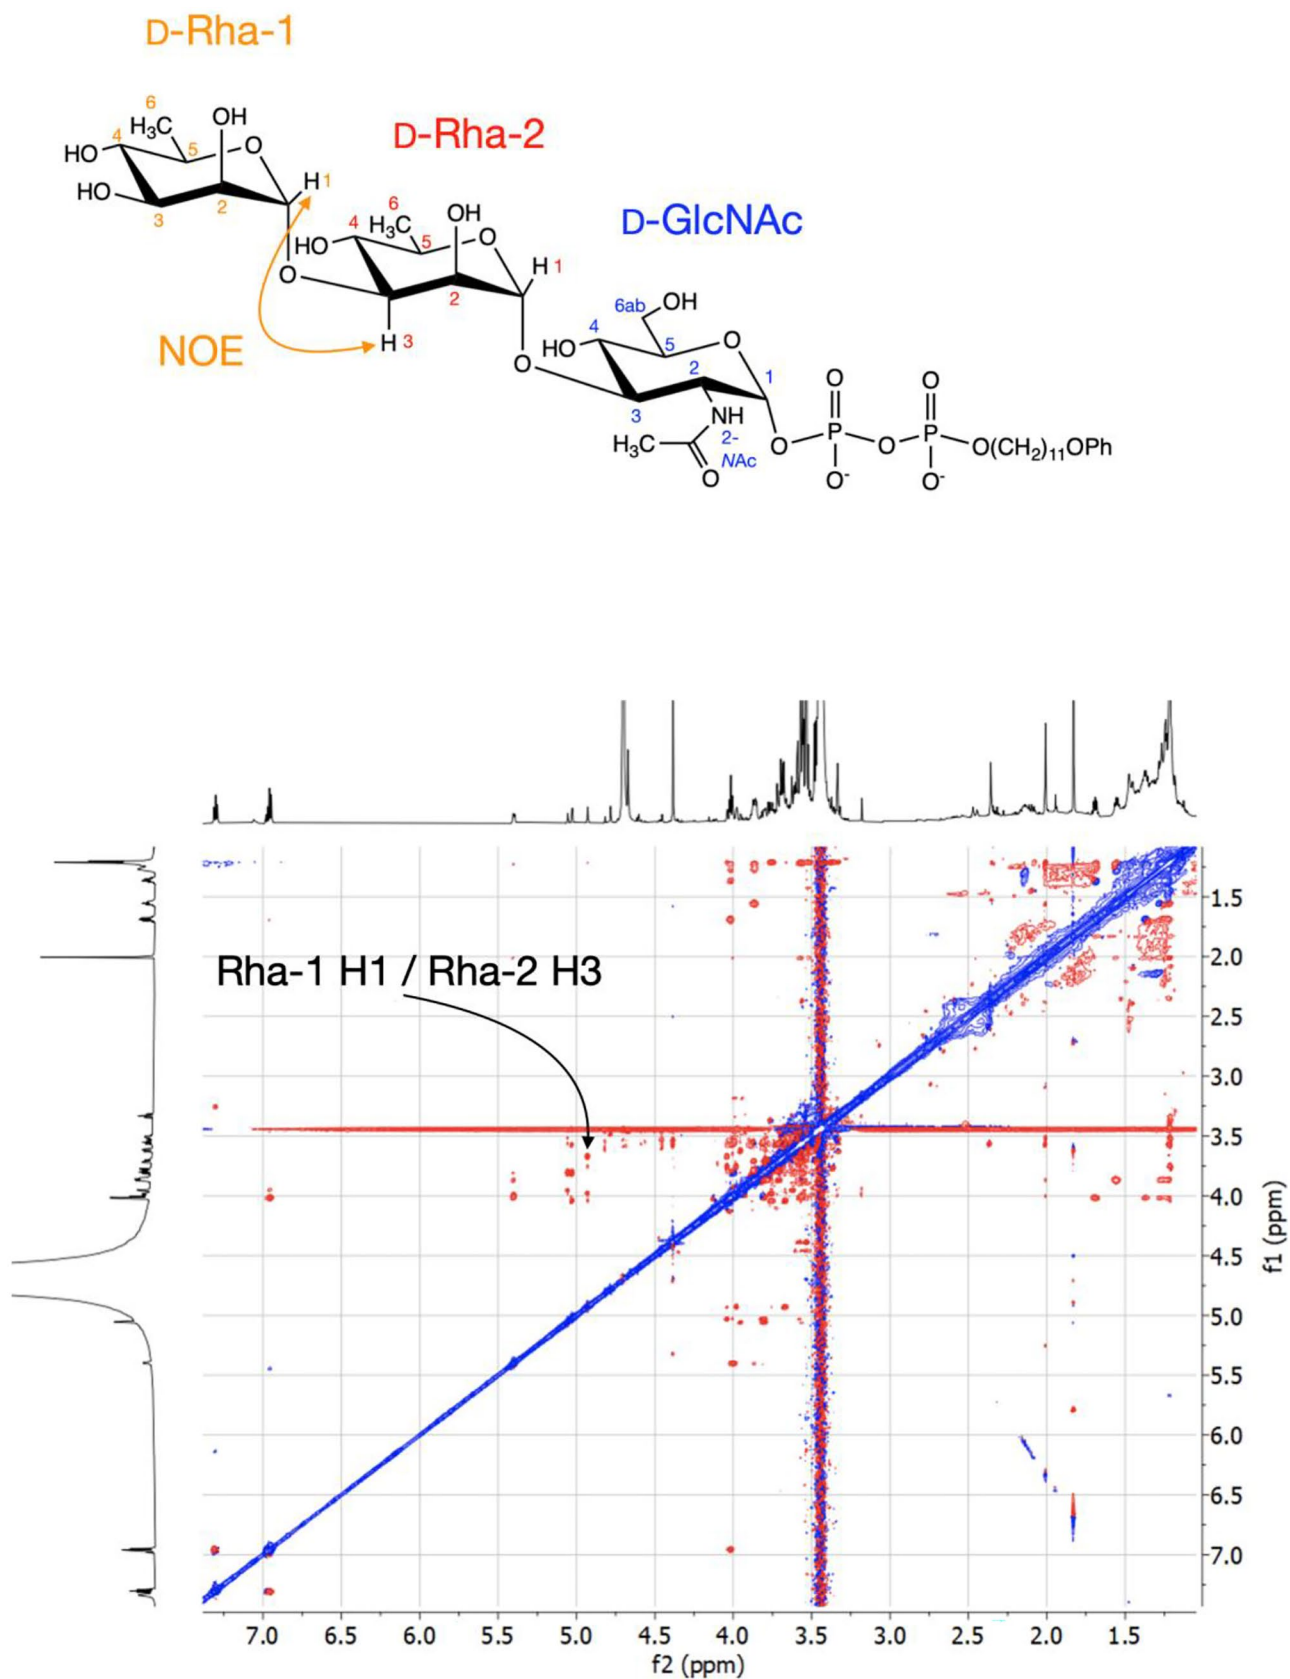 D-Rha-1
6
H₃C
OH
4
HO
5
O
HO
H 1
3
2
D-Rha-2
6
H₃C
OH
4
HO
5
O
O
H 1
2
H 3
NOE
D-GlcNAc
6ab
OH
4
HO
5
O
2
1
O
3
NH
2-
NAc
H₃C
O
O
O
P
O
P
O(CH₂)₁₁OPh
O
O⁻
O⁻
Rha-1 H1 / Rha-2 H3
1.5
2.0
2.5
3.0
3.5
4.0
4.5
5.0
5.5
6.0
6.5
7.0
f1 (ppm)
7.0 6.5 6.0 5.5 5.0 4.5 4.0 3.5 3.0 2.5 2.0 1.5
f2 (ppm)